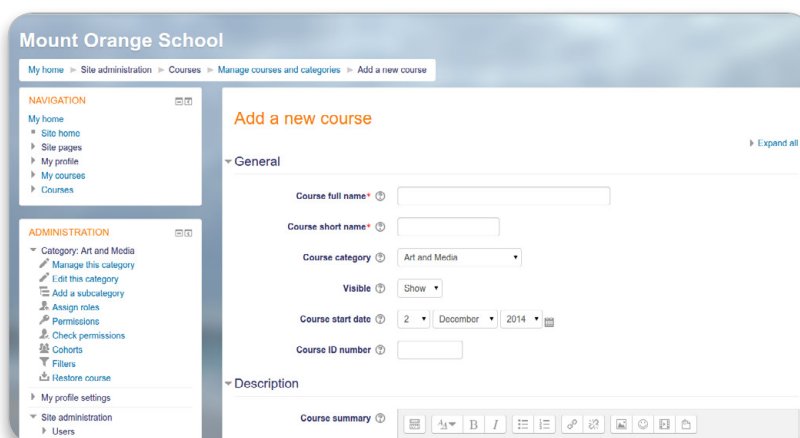 Mount Orange School
My home ► Site administration ► Courses ► Manage courses and categories ► Add a new course
NAVIGATION
My home
Site home
Site pages
My profile
My courses
Courses
ADMINISTRATION
Category: Art and Media
Manage this category
Edit this category
Add a subcategory
Assign roles
Permissions
Check permissions
Cohorts
Filters
Restore course
My profile settings
Site administration
Users
Add a new course
Expand all
General
Course full name*
Course short name*
Course category Art and Media
Visible Show
Course start date 2 December 2014
Course ID number
Description
Course summary